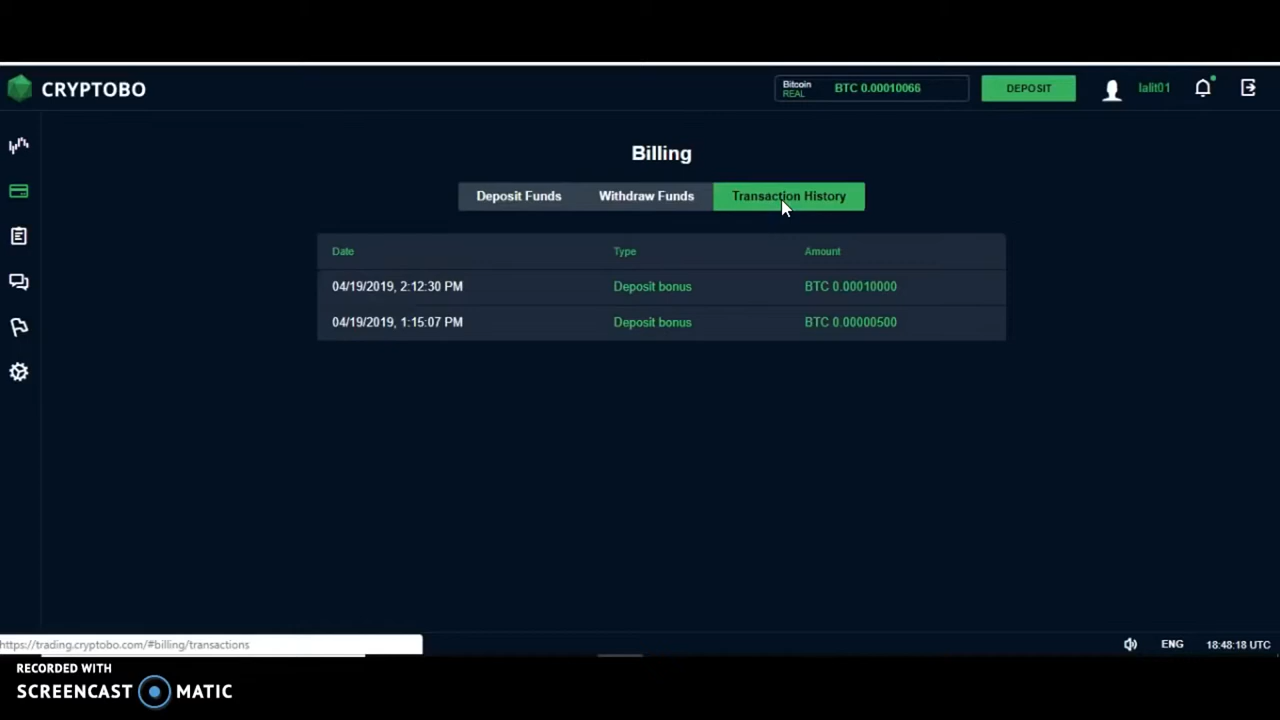 CRYPTOBO
Bitcoin
REAL
BTC 0.00010066
DEPOSIT
lalit01
Billing
Deposit Funds Withdraw Funds Transaction History
Date Type Amount
04/19/2019, 2:12:30 PM Deposit bonus BTC 0.00010000
04/19/2019, 1:15:07 PM Deposit bonus BTC 0.00000500
https://trading.cryptobo.com/#billing/transactions
ENG 18:48:18 UTC
RECORDED WITH
SCREENCAST MATIC